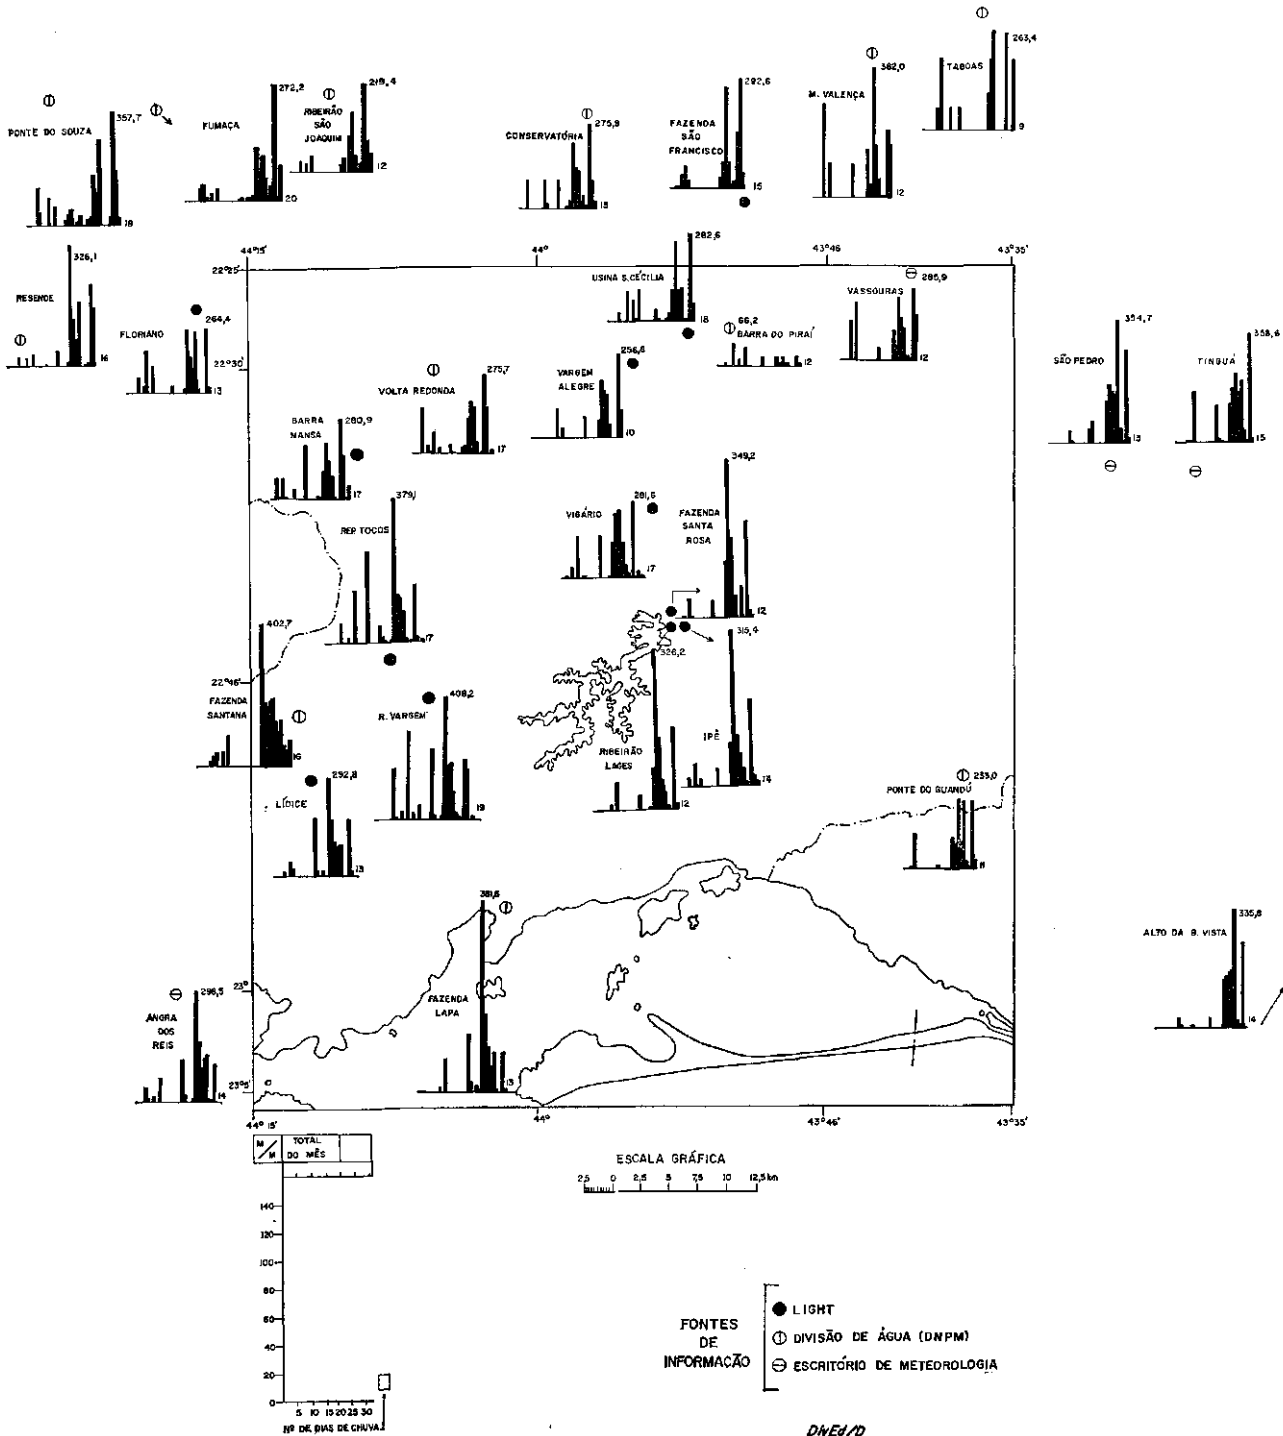 TABOAS
263,4
9
M. VALENÇA
382,0
12
FAZENDA
SÃO
FRANCISCO
292,6
15
CONSERVATÓRIA
275,9
15
RIBEIRÃO
SÃO
JOAQUIM
12
FUMAÇA
272,2
20
PONTE DO SOUZA
357,7
18
44°15'
44°
43°46
43°35'
22°25'
RESENDE
326,1
16
FLORIANO
264,4
13
22°30'
USINA S. CECÍLIA
282,6
18
66,2
BARRA DO PIRAÍ
12
VASSOURAS
285,9
12
SÃO PEDRO
354,7
13
TINGUÁ
358,6
15
VOLTA REDONDA
275,7
17
VARGEM
ALEGRE
256,6
10
BARRA
MANSA
280,9
17
REP. TOCOS
379,1
17
VIGÁRIO
281,6
17
FAZENDA
SANTA
ROSA
349,2
12
402,7
22°46'
FAZENDA
SANTANA
16
R. VARGEM
408,2
19
326,2
RIBEIRÃO
LAGES
12
315,4
IPÊ
14
LÍDICE
292,8
13
PONTE DO GUANDÚ
235,0
11
381,6
FAZENDA
LAPA
13
ALTO DA B. VISTA
335,8
14
23°
296,5
ANGRA
DOS
REIS
14
23°5'
44°15'
44°
43°46
43°35'
M/M
TOTAL
DO MÊS
140
120
100
80
60
40
20
0
5 10 15 20 25 30
Nº DE DIAS DE CHUVA
ESCALA GRÁFICA
2,5 0 2,5 5 7,5 10 12,5 km
FONTES
DE
INFORMAÇÃO
LIGHT
DIVISÃO DE ÁGUA (DNPM)
ESCRITÓRIO DE METEOROLOGIA
DivEd/D